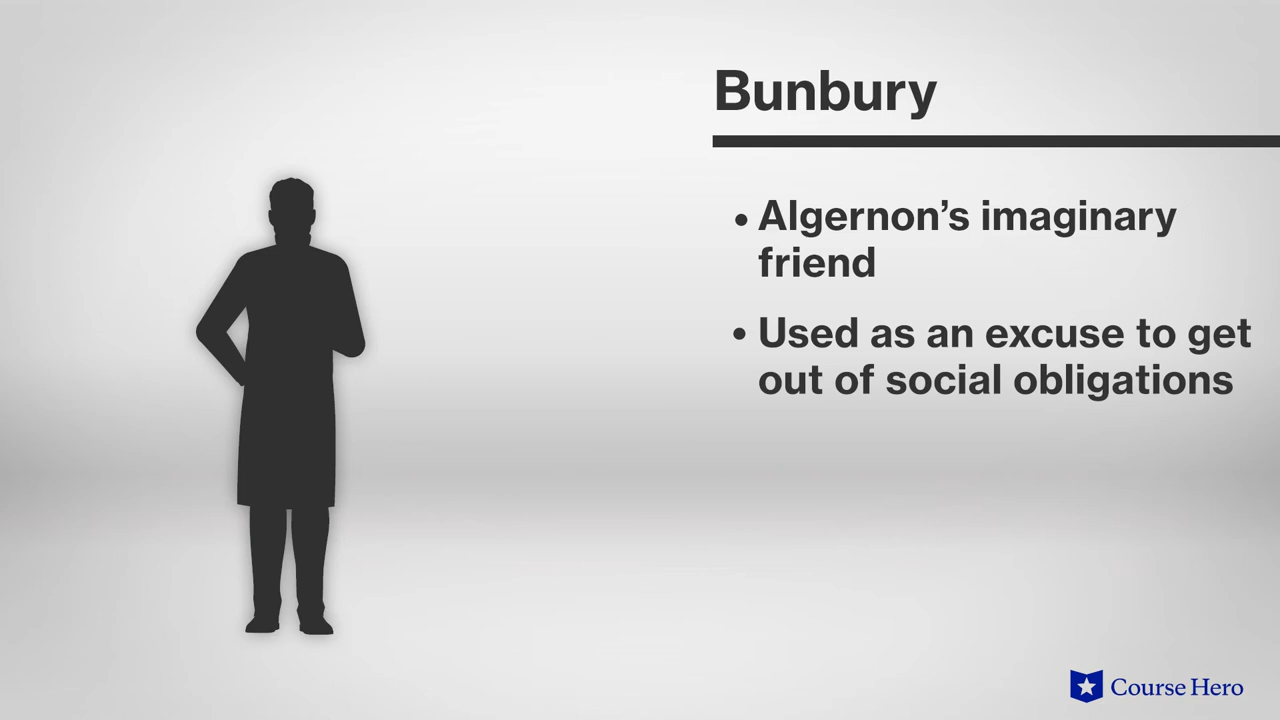 Bunbury
• Algernon’s imaginary
friend
• Used as an excuse to get
out of social obligations
Course Hero